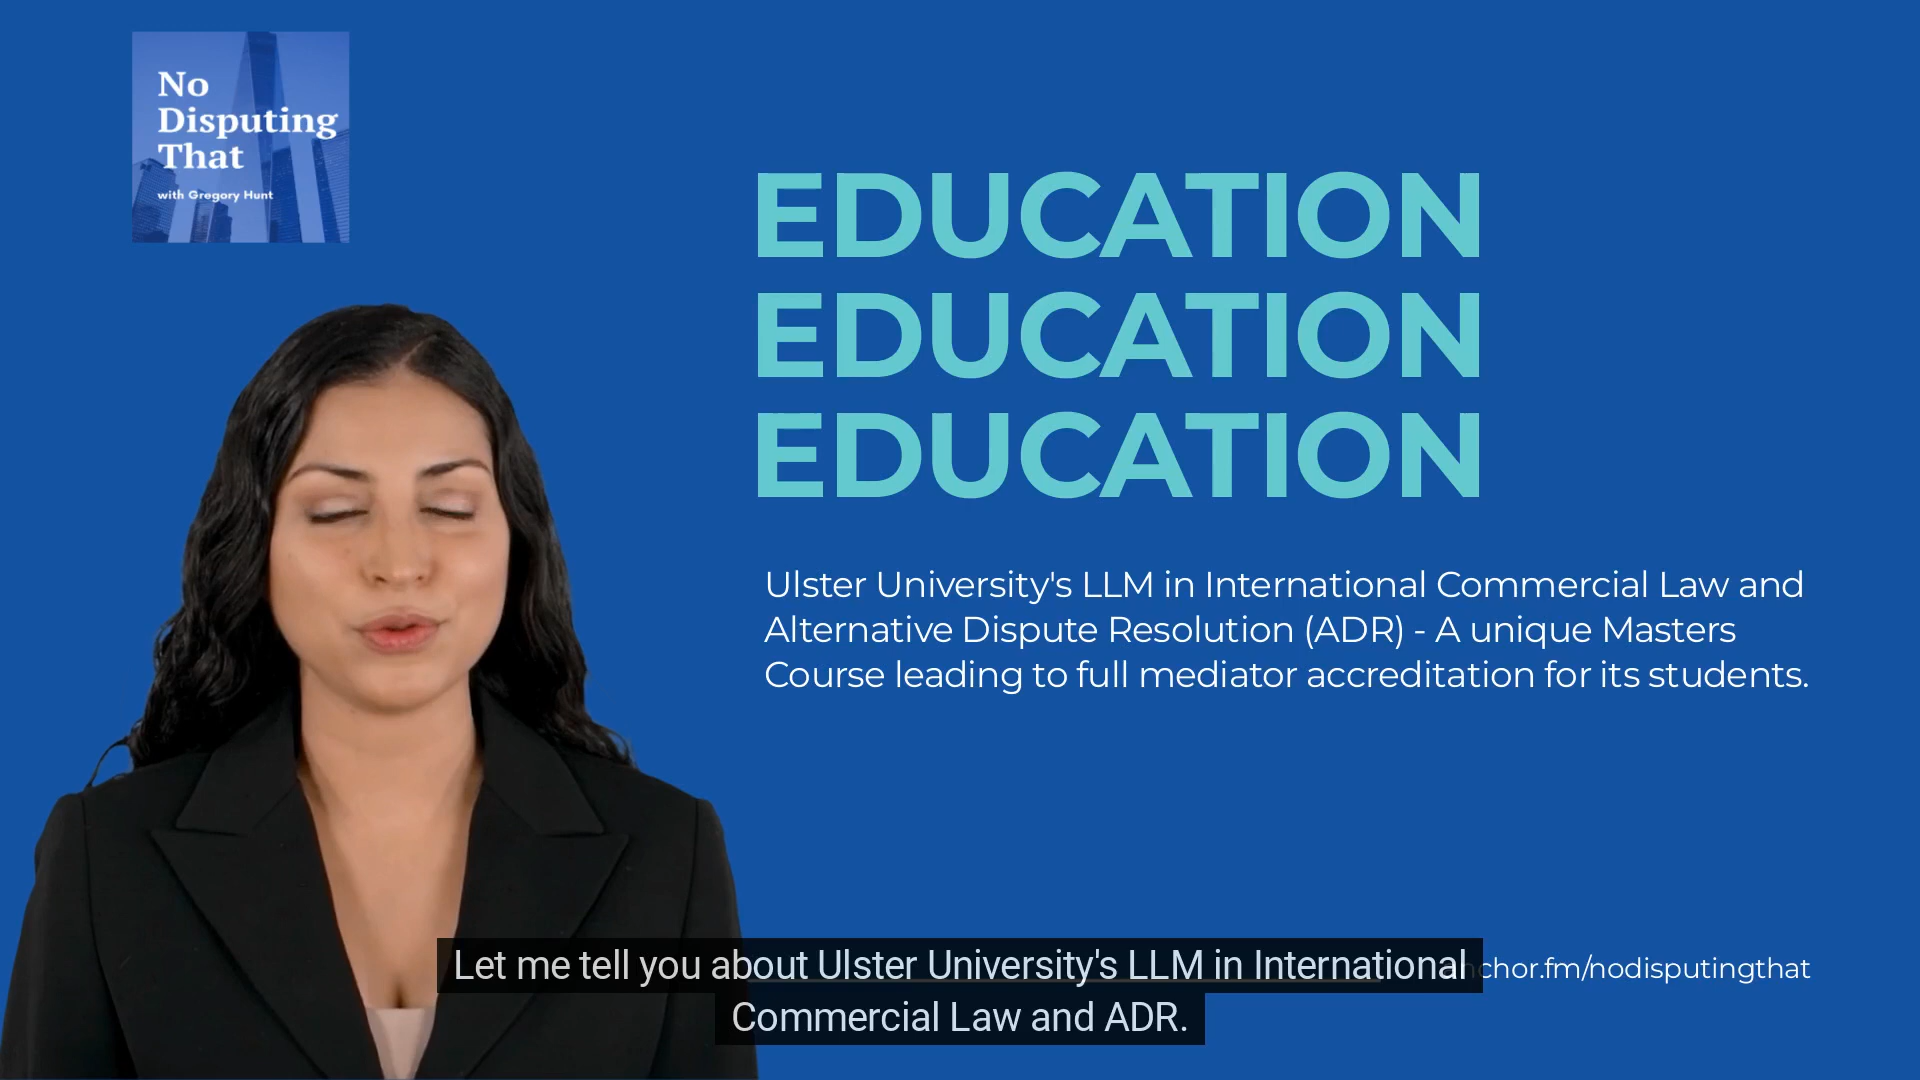 No
Disputing
That
with Gregory Hunt
EDUCATION
EDUCATION
EDUCATION
Ulster University's LLM in International Commercial Law and
Alternative Dispute Resolution (ADR) - A unique Masters
Course leading to full mediator accreditation for its students.
anchor.fm/nodisputingthat
Let me tell you about Ulster University's LLM in International
Commercial Law and ADR.